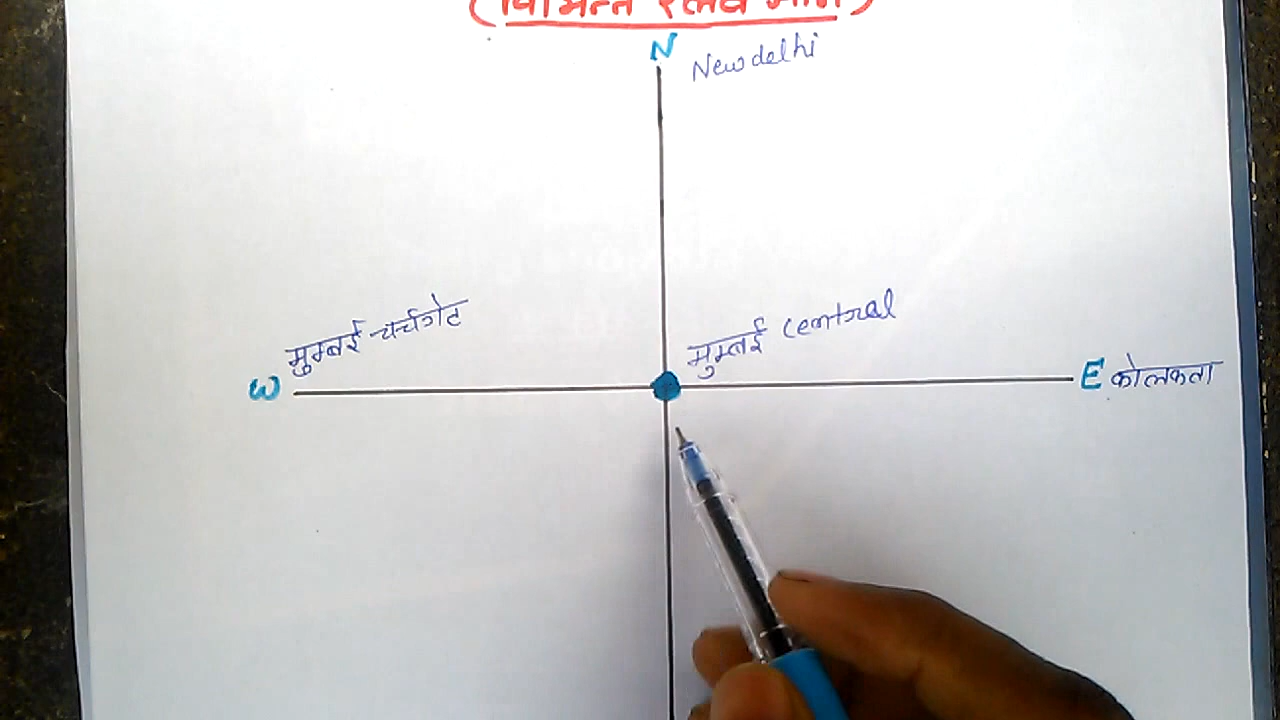 N
New delhi
मुम्बई चर्चगेट
मुम्बई Central
W
E कोलकता